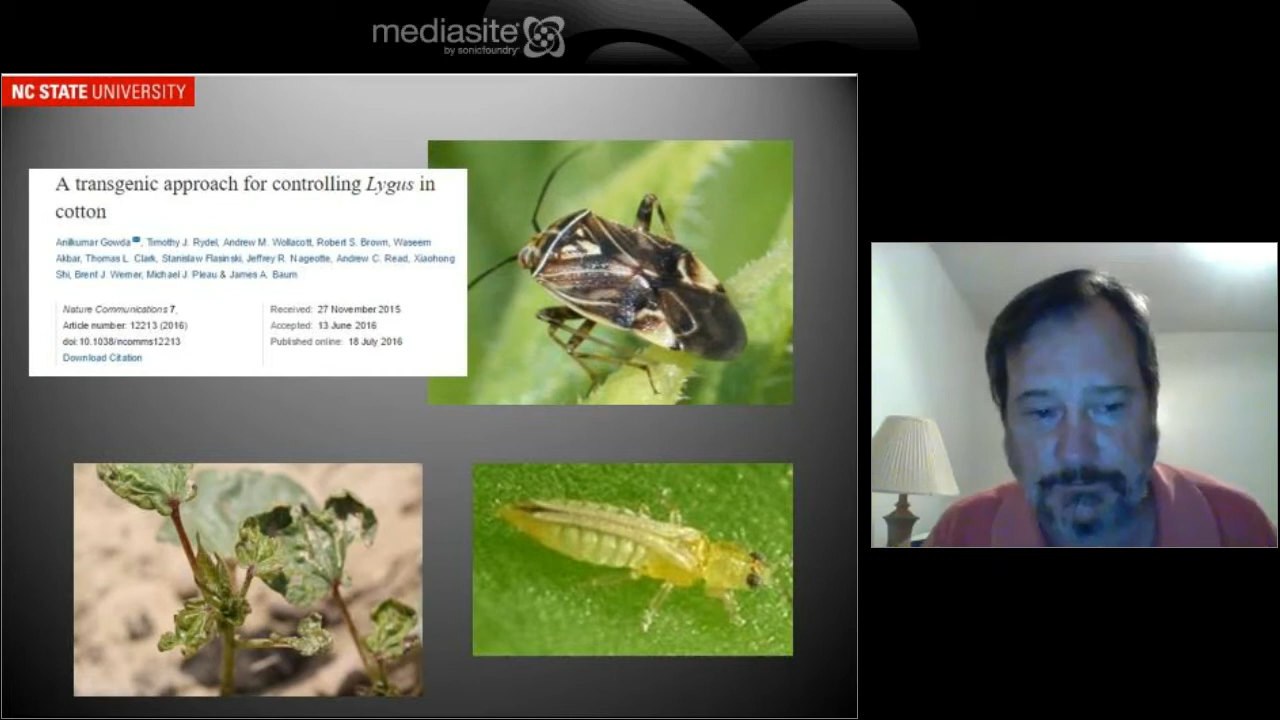 mediasite
by sonicfoundry
NC STATE UNIVERSITY
A transgenic approach for controlling Lygus in
cotton
Anilkumar Gowda, Timothy J. Rydel, Andrew M. Wollacott, Robert S. Brown, Waseem
Akbar, Thomas L. Clark, Stanislaw Flasinski, Jeffrey R. Nageotte, Andrew C. Read, Xiaohong
Shi, Brent J. Werner, Michael J. Pleau & James A. Baum
Nature Communications 7,
Article number: 12213 (2016)
doi:10.1038/ncomms12213
Download Citation
Received: 27 November 2015
Accepted: 13 June 2016
Published online: 18 July 2016